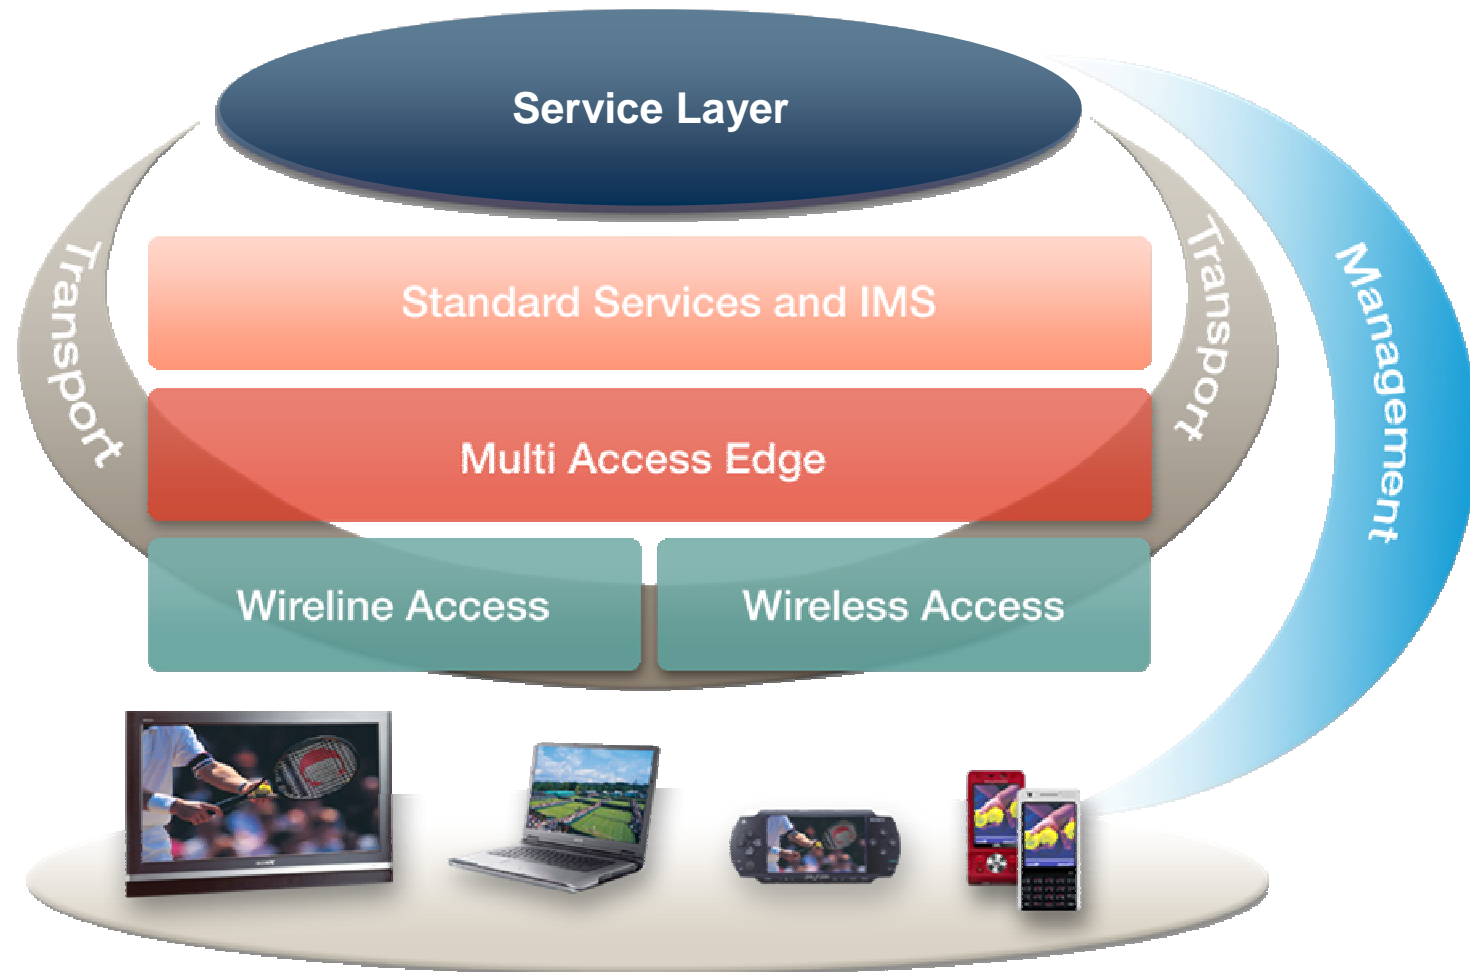 Service Layer
Transport
Standard Services and IMS
Transport
Management
Multi Access Edge
Wireline Access
Wireless Access